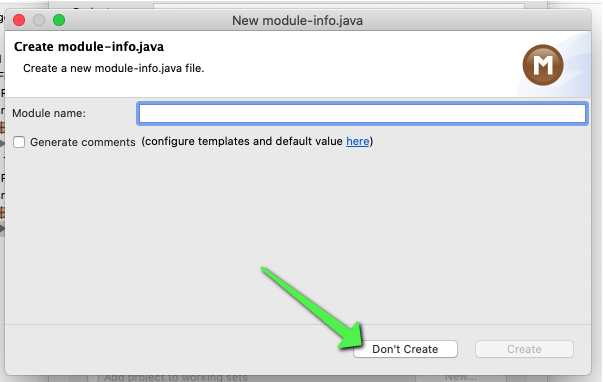 New module-info.java
Create module-info.java
Create a new module-info.java file.
M
Module name:
Generate comments (configure templates and default value here)
Don't Create
Create
Add project to working sets
New...